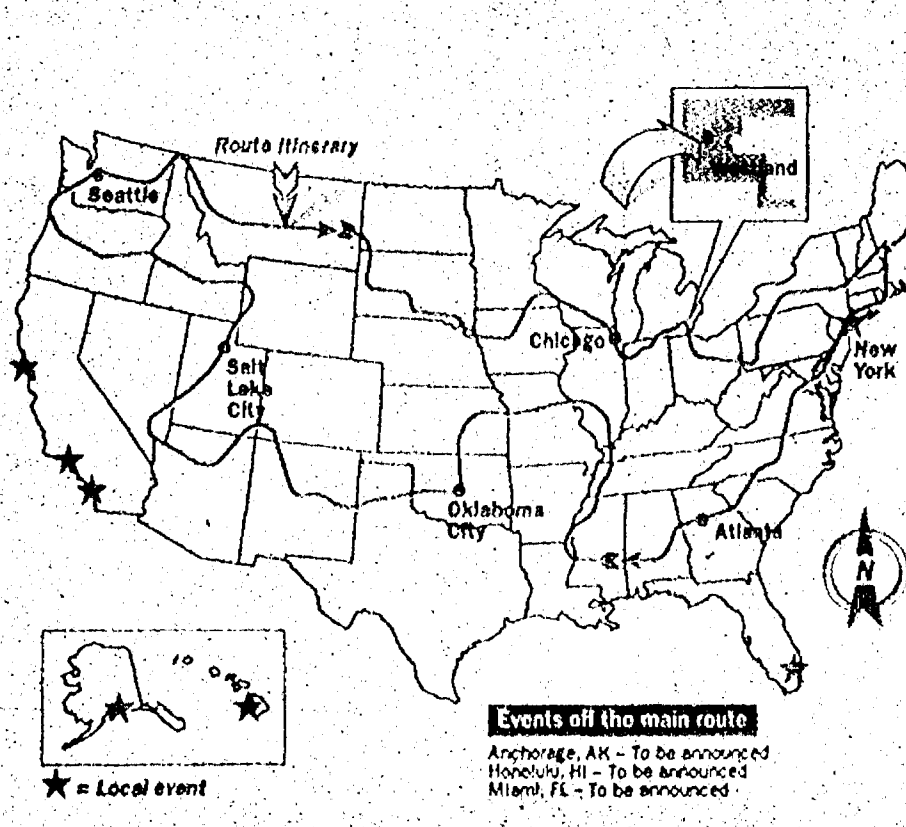 Route Itinerary
Seattle
Chicago
New
York
Salt
Lake
City
Oklahoma
City
Atlanta
N
Events off the main route
Anchorage, AK – To be announced
Honolulu, HI – To be announced
Miami, FL – To be announced
★ = Local event